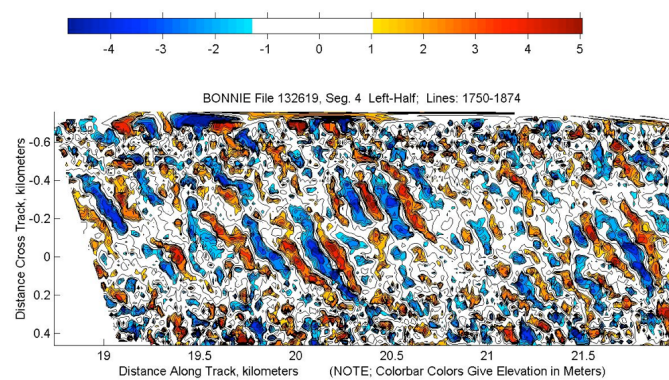 -4 -3 -2 -1 0 1 2 3 4 5
BONNIE File 132619, Seg. 4 Left-Half; Lines: 1750-1874
Distance Cross Track, kilometers
-0.6
-0.4
-0.2
0
0.2
0.4
19 19.5 20 20.5 21 21.5
Distance Along Track, kilometers (NOTE; Colorbar Colors Give Elevation in Meters)